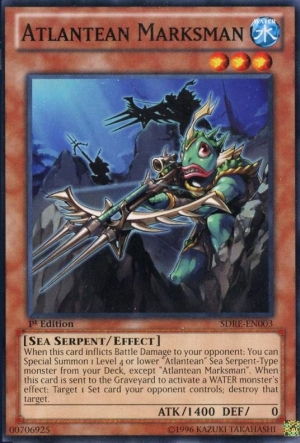 ATLANTEAN MARKSMAN
WATER
水
1st Edition
SDRE-EN003
[SEA SERPENT/EFFECT]
When this card inflicts Battle Damage to your opponent: You can
Special Summon 1 Level 4 or lower "Atlantean" Sea Serpent-Type
monster from your Deck, except "Atlantean Marksman". When
this card is sent to the Graveyard to activate a WATER monster's
effect: Target 1 Set card your opponent controls; destroy that
target.
ATK/1400 DEF/ 0
00706925
©1996 KAZUKI TAKAHASHI